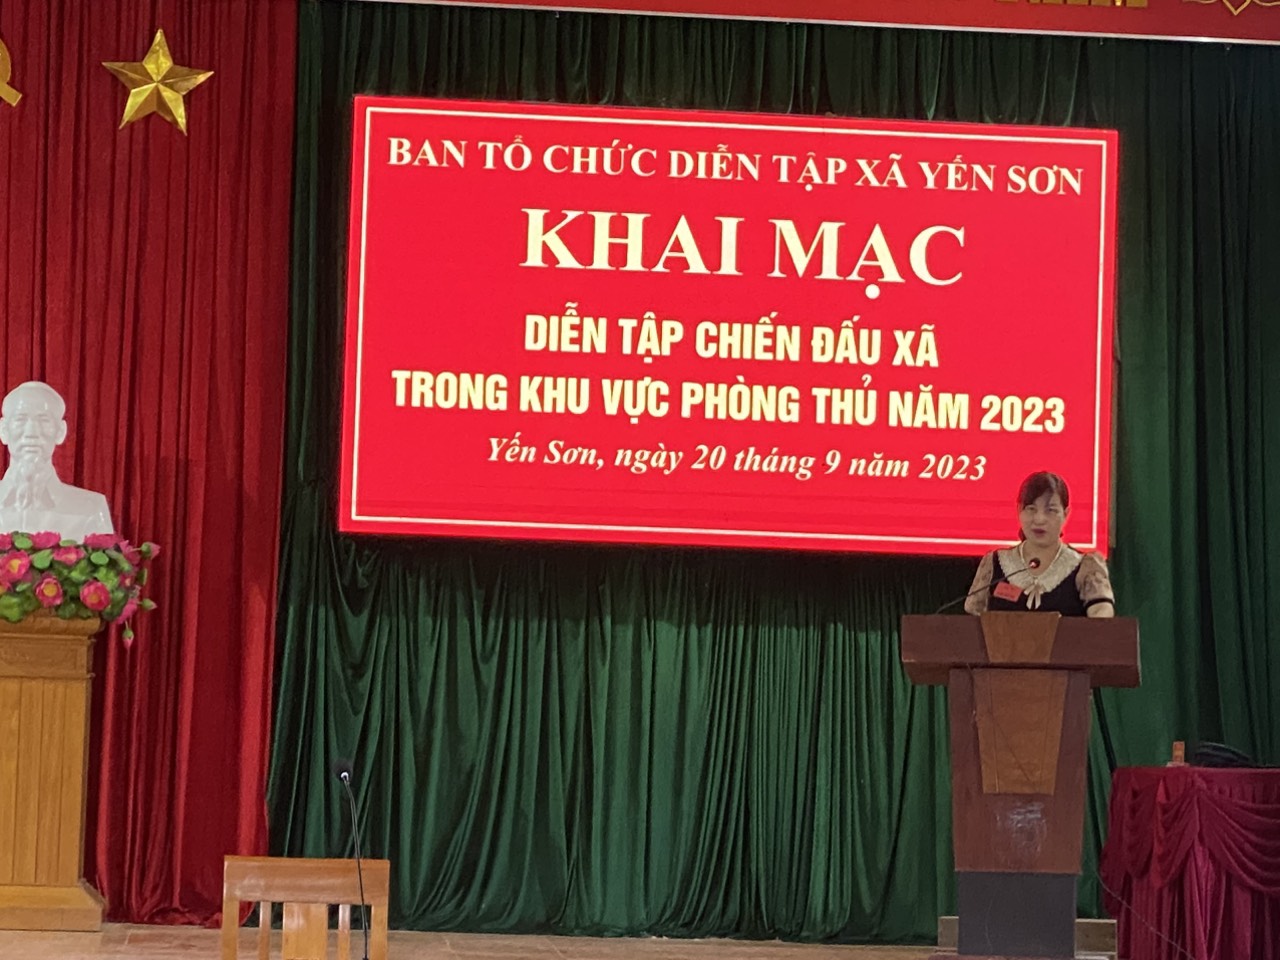 BAN TỔ CHỨC DIỄN TẬP XÃ YẾN SƠN
KHAI MẠC
DIỄN TẬP CHIẾN ĐẤU XÃ
TRONG KHU VỰC PHÒNG THỦ NĂM 2023
Yến Sơn, ngày 20 tháng 9 năm 2023